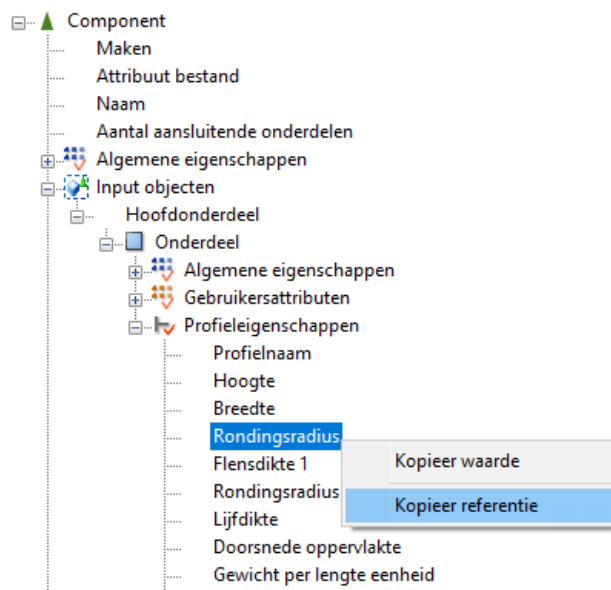 Component
Maken
Attribuut bestand
Naam
Aantal aansluitende onderdelen
Algemene eigenschappen
Input objecten
Hoofdonderdeel
Onderdeel
Algemene eigenschappen
Gebruikersattributen
Profieleigenschappen
Profielnaam
Hoogte
Breedte
Rondingsradius
Flensdikte 1
Kopieer waarde
Rondingsradius
Kopieer referentie
Lijfdikte
Doorsnede oppervlakte
Gewicht per lengte eenheid